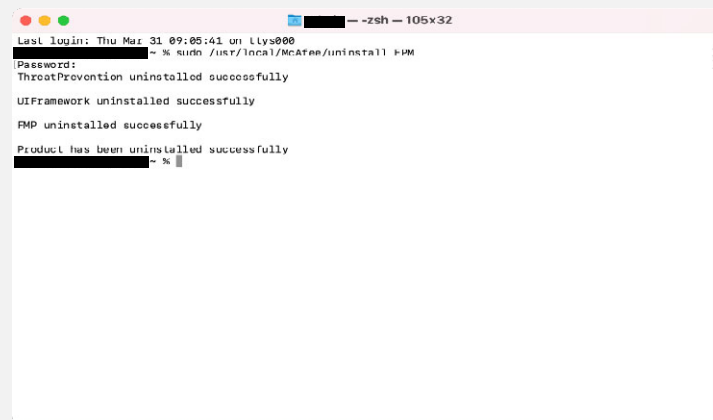 — -zsh — 105×32
Last login: Thu Mar 31 09:05:41 on ttys000
~ % sudo /usr/local/McAfee/uninstall EPM
Password:
ThreatPrevention uninstalled successfully
UIFramework uninstalled successfully
FMP uninstalled successfully
Product has been uninstalled successfully
~ %